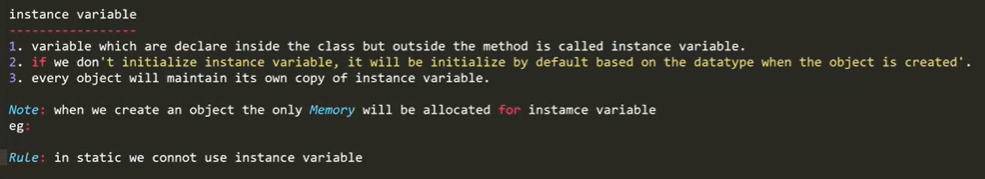 instance variable
-----------------
1. variable which are declare inside the class but outside the method is called instance variable.
2. if we don't initialize instance variable, it will be initialize by default based on the datatype when the object is created'.
3. every object will maintain its own copy of instance variable.
Note: when we create an object the only Memory will be allocated for instamce variable
eg:
Rule: in static we connot use instance variable